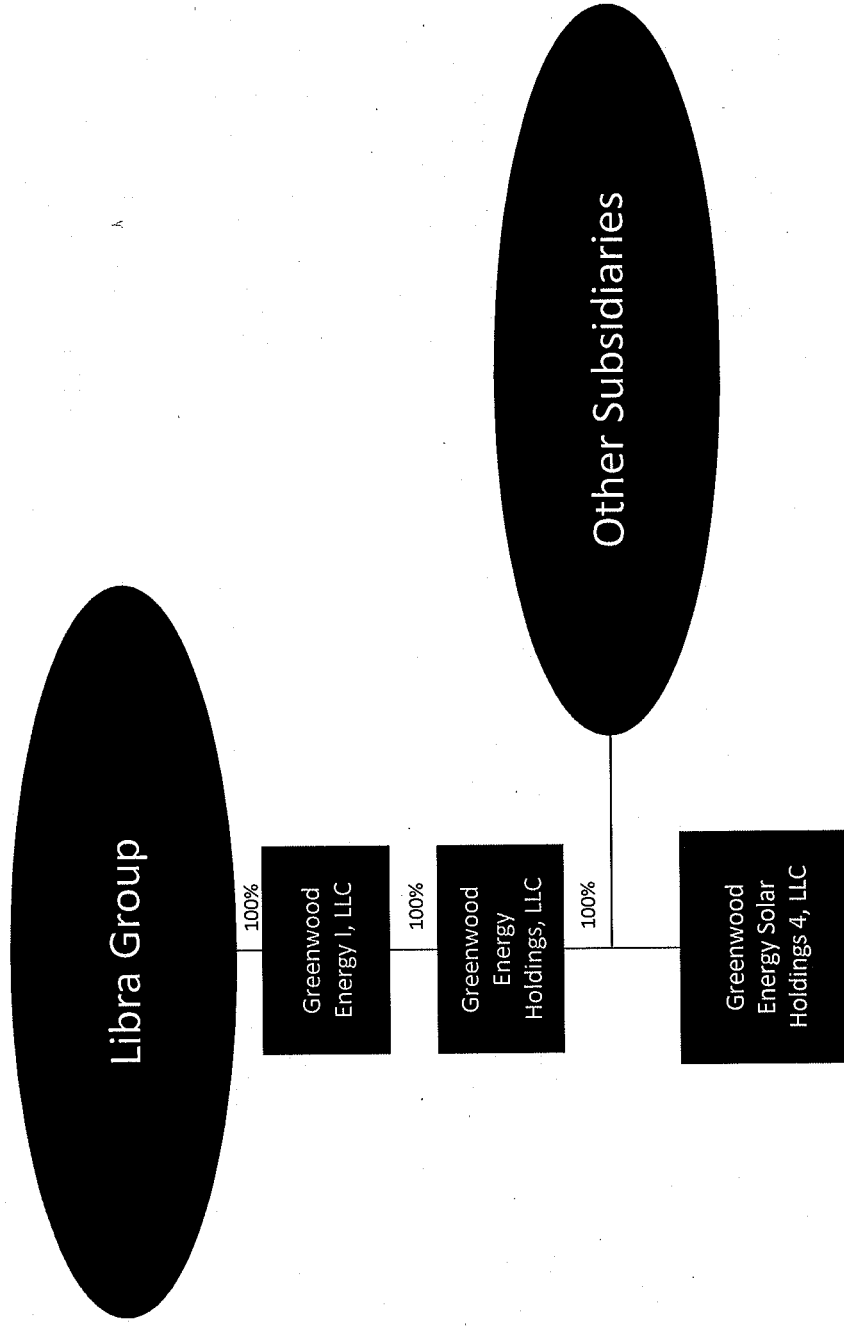 Libra Group
100%
Greenwood
Energy I, LLC
100%
Greenwood
Energy
Holdings, LLC
100%
Other Subsidiaries
Greenwood
Energy Solar
Holdings 4, LLC